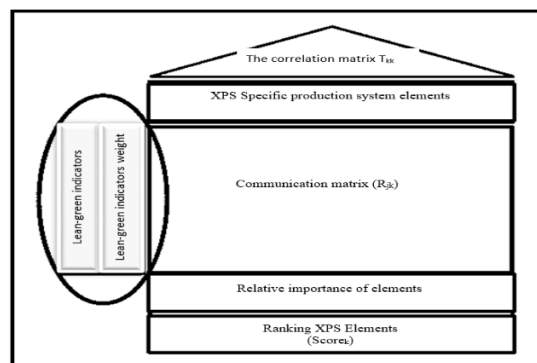 The correlation matrix Tₖₖ
XPS Specific production system elements
Lean-green indicators
Lean-green indicators weight
Communication matrix (Rⱼₖ)
Relative importance of elements
Ranking XPS Elements
(Scoreₖ)